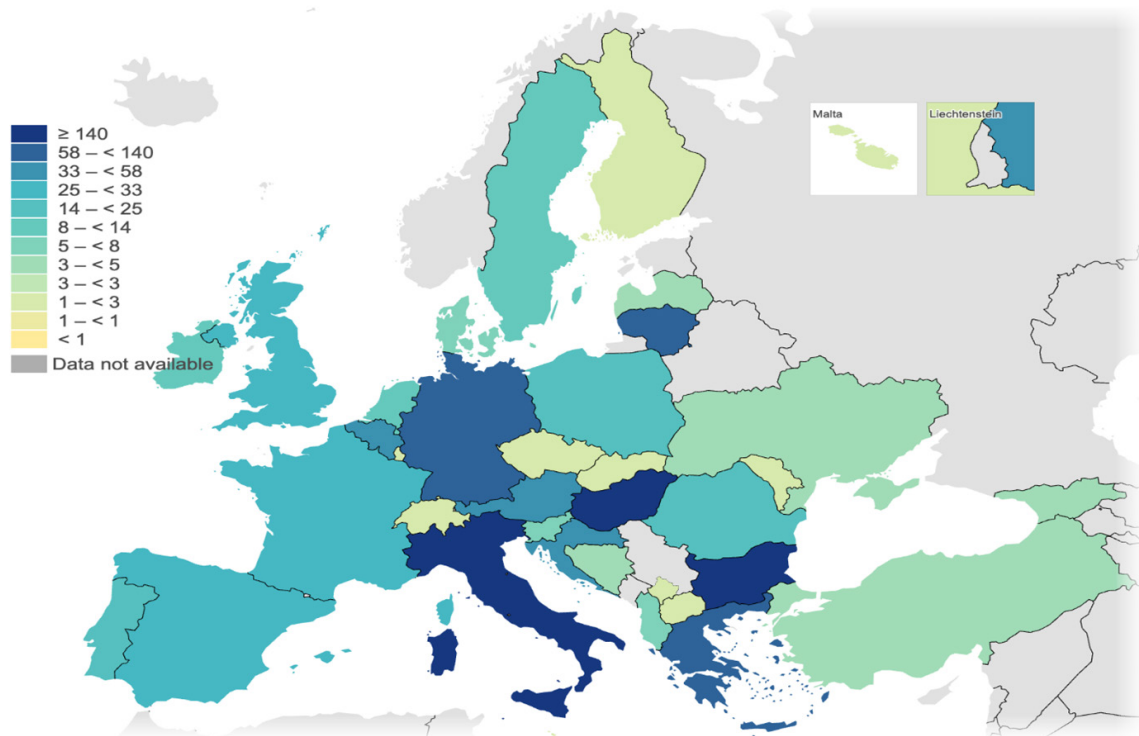 ≥ 140
58 – < 140
33 – < 58
25 – < 33
14 – < 25
8 – < 14
5 – < 8
3 – < 5
3 – < 3
1 – < 3
1 – < 1
< 1
Data not available
Malta
Liechtenstein